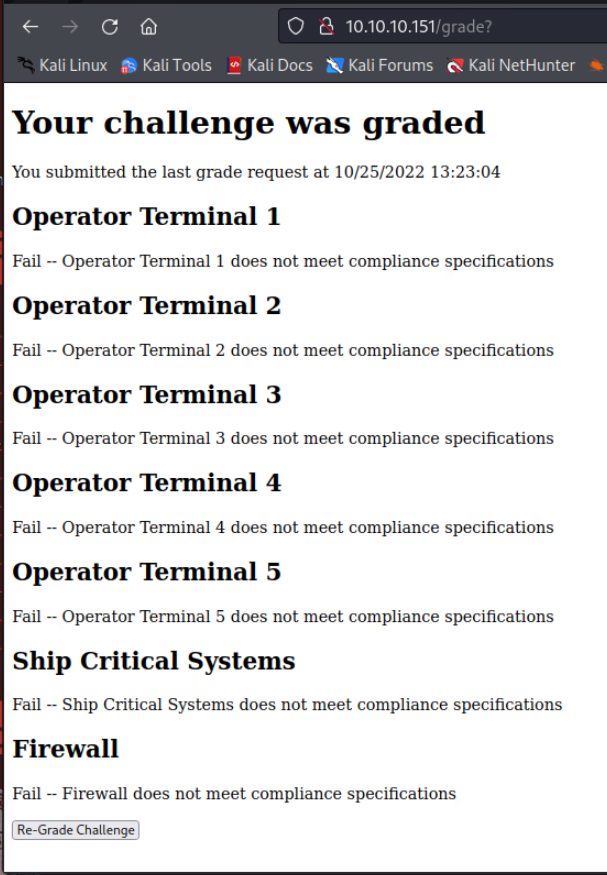 10.10.10.151/grade?
Kali Linux Kali Tools Kali Docs Kali Forums Kali NetHunter
Your challenge was graded
You submitted the last grade request at 10/25/2022 13:23:04
Operator Terminal 1
Fail -- Operator Terminal 1 does not meet compliance specifications
Operator Terminal 2
Fail -- Operator Terminal 2 does not meet compliance specifications
Operator Terminal 3
Fail -- Operator Terminal 3 does not meet compliance specifications
Operator Terminal 4
Fail -- Operator Terminal 4 does not meet compliance specifications
Operator Terminal 5
Fail -- Operator Terminal 5 does not meet compliance specifications
Ship Critical Systems
Fail -- Ship Critical Systems does not meet compliance specifications
Firewall
Fail -- Firewall does not meet compliance specifications
Re-Grade Challenge